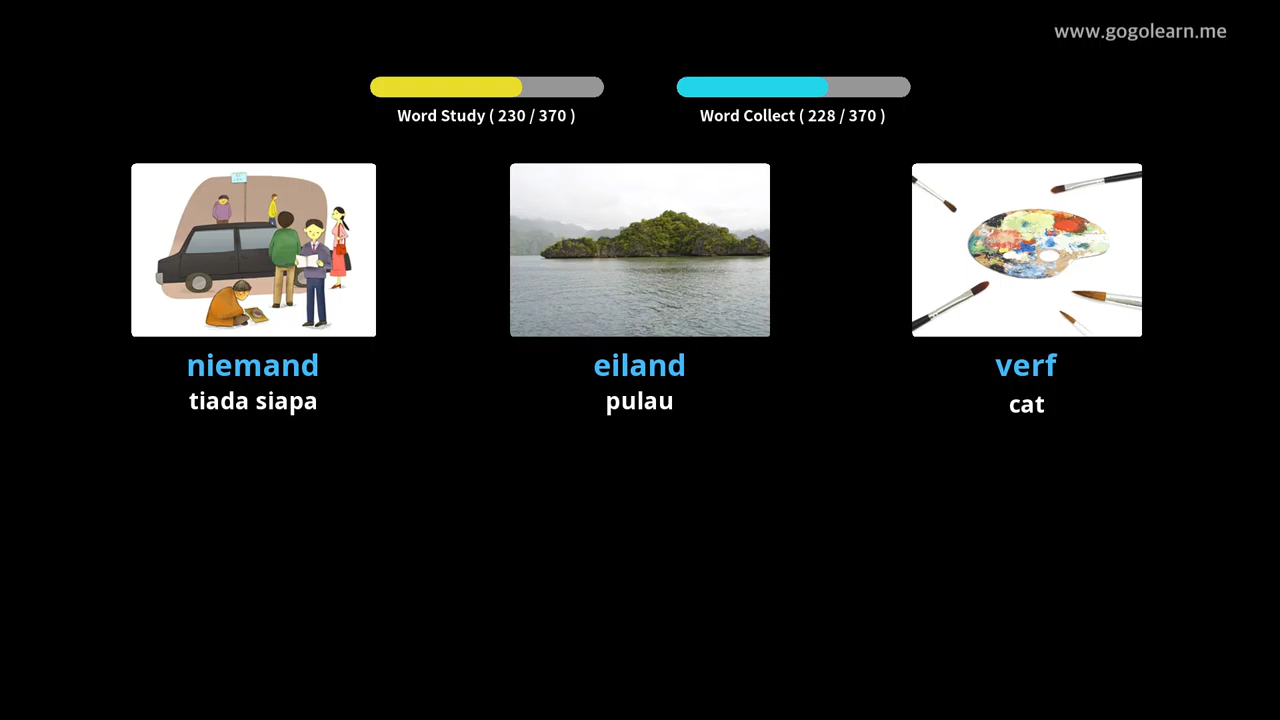 www.gogolearn.me
Word Study ( 230 / 370 )
Word Collect ( 228 / 370 )
niemand
tiada siapa
eiland
pulau
verf
cat